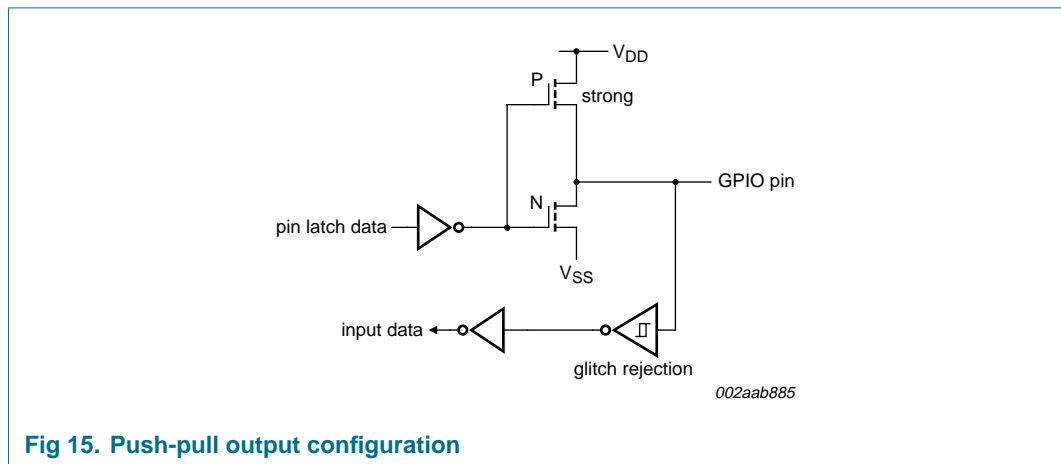 VDD
P
strong
GPIO pin
N
pin latch data
VSS
input data
glitch rejection
002aab885
Fig 15. Push-pull output configuration